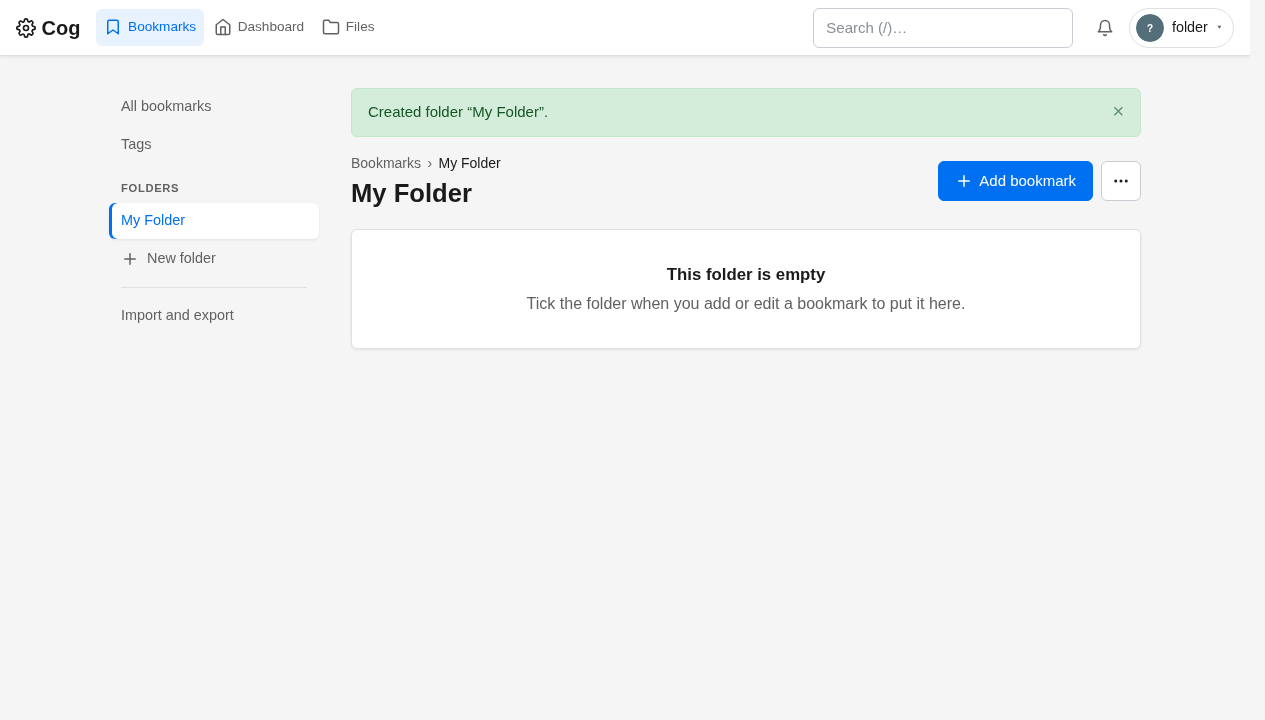 Cog
Bookmarks
Dashboard
Files
Search (/)…
?
folder
All bookmarks
Tags
FOLDERS
My Folder
New folder
Import and export
Created folder “My Folder”.
Bookmarks › My Folder
My Folder
Add bookmark
This folder is empty
Tick the folder when you add or edit a bookmark to put it here.